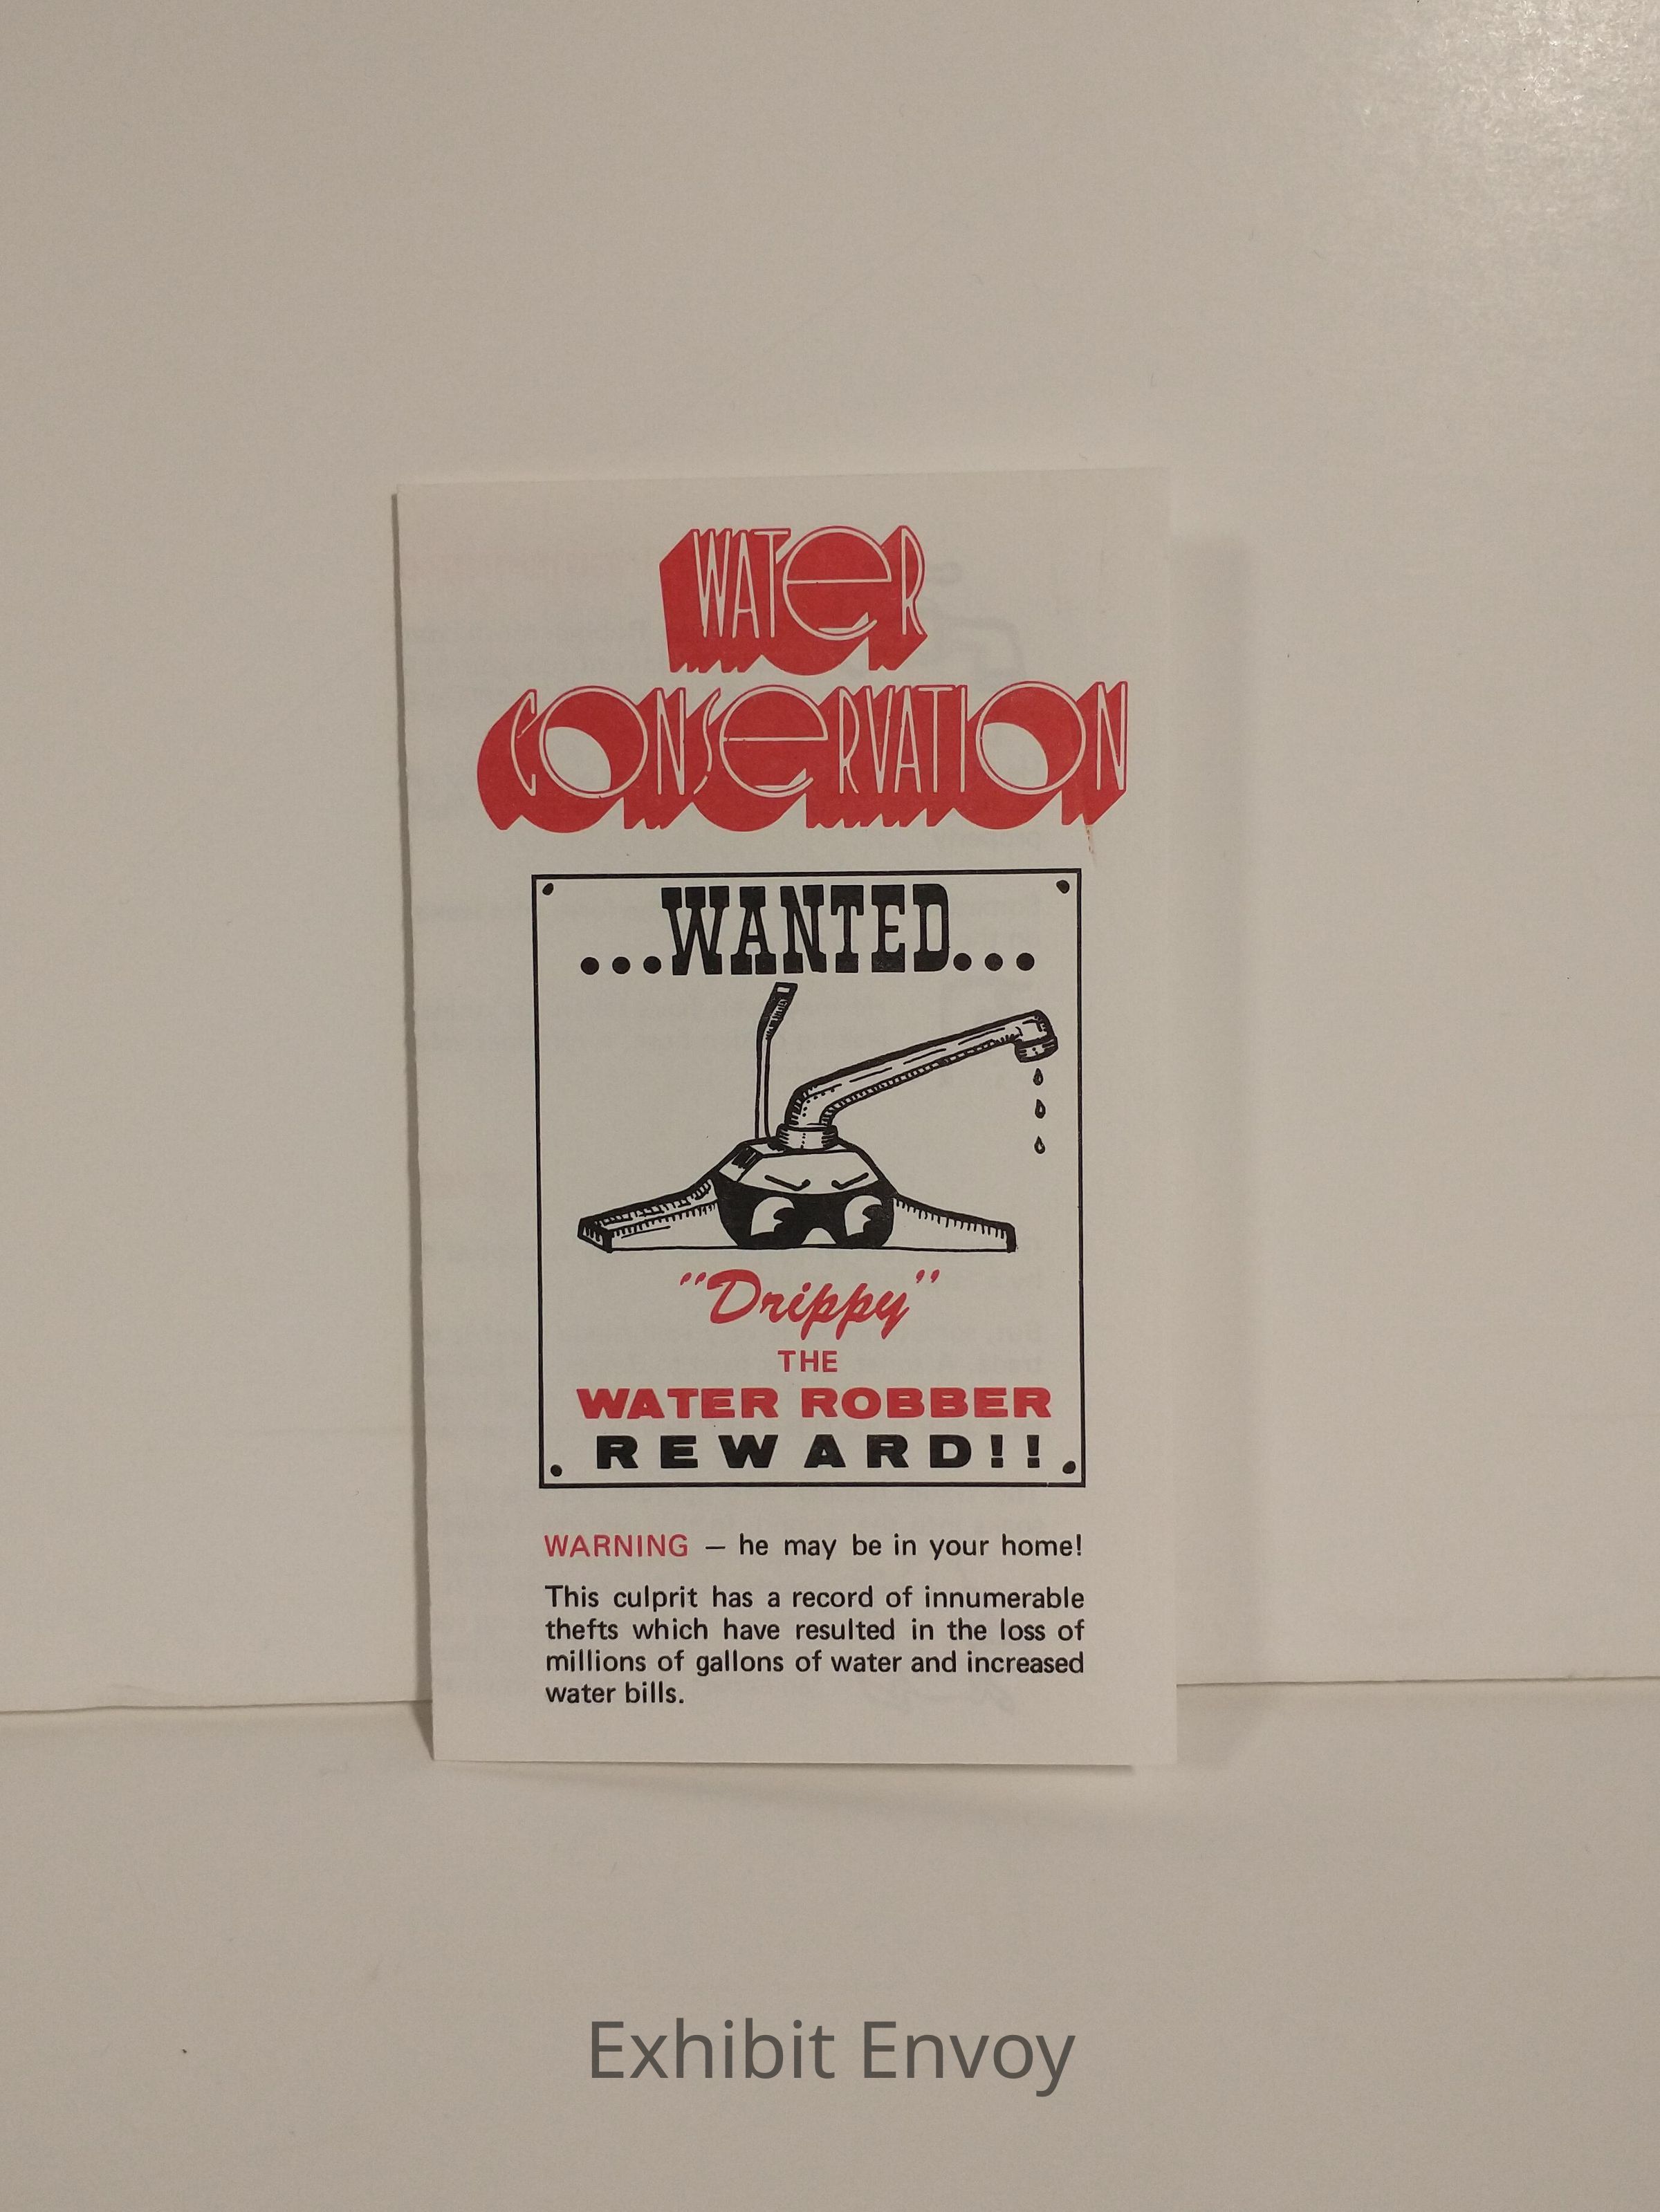 WATeR
CONSeRVATION
...WANTED...
"Drippy"
THE
WATER ROBBER
REWARD!!
WARNING – he may be in your home!
This culprit has a record of innumerable
thefts which have resulted in the loss of
millions of gallons of water and increased
water bills.
Exhibit Envoy